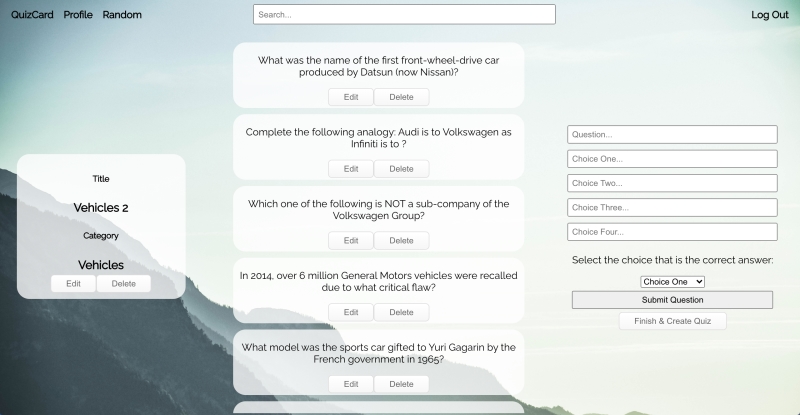 QuizCard Profile Random
Search...
Log Out
Title
Vehicles 2
Category
Vehicles
Edit Delete
What was the name of the first front-wheel-drive car
produced by Datsun (now Nissan)?
Edit Delete
Complete the following analogy: Audi is to Volkswagen as
Infiniti is to ?
Edit Delete
Which one of the following is NOT a sub-company of the
Volkswagen Group?
Edit Delete
In 2014, over 6 million General Motors vehicles were recalled
due to what critical flaw?
Edit Delete
What model was the sports car gifted to Yuri Gagarin by the
French government in 1965?
Edit Delete
Question...
Choice One...
Choice Two...
Choice Three...
Choice Four...
Select the choice that is the correct answer:
Choice One
Submit Question
Finish & Create Quiz